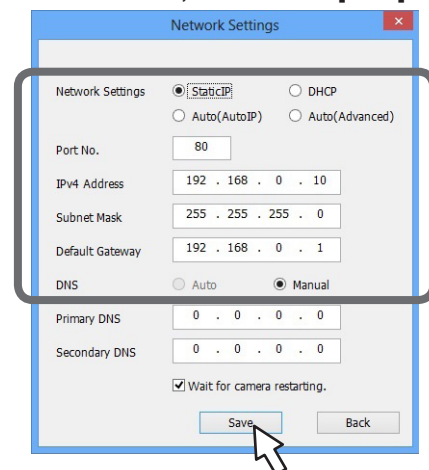 Network Settings
Network Settings StaticIP DHCP
Auto(AutoIP) Auto(Advanced)
Port No. 80
IPv4 Address 192 . 168 . 0 . 10
Subnet Mask 255 . 255 . 255 . 0
Default Gateway 192 . 168 . 0 . 1
DNS Auto Manual
Primary DNS 0 . 0 . 0 . 0
Secondary DNS 0 . 0 . 0 . 0
Wait for camera restarting.
Save Back